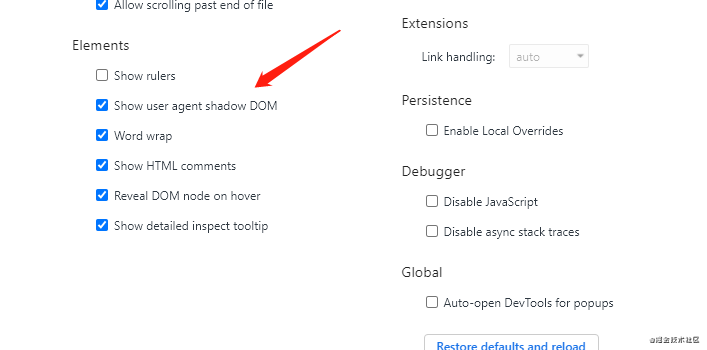 Allow scrolling past end of file
Elements
Show rulers
Show user agent shadow DOM
Word wrap
Show HTML comments
Reveal DOM node on hover
Show detailed inspect tooltip
Extensions
Link handling: auto
Persistence
Enable Local Overrides
Debugger
Disable JavaScript
Disable async stack traces
Global
Auto-open DevTools for popups
Restore defaults and reload
@掘金技术社区